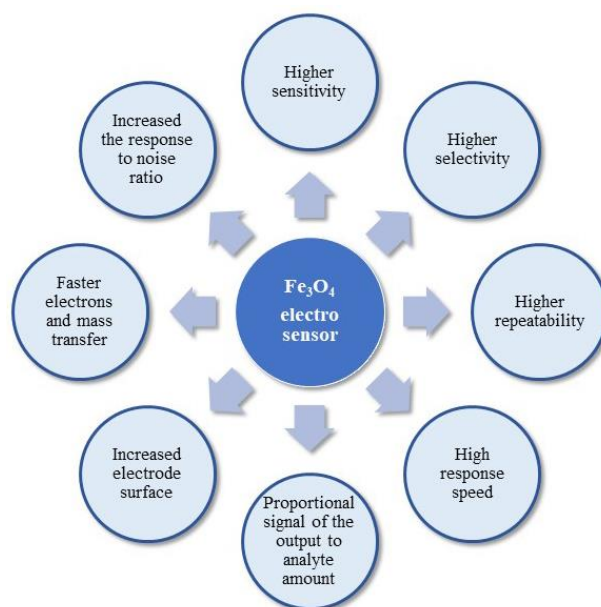 Higher
sensitivity
Higher
selectivity
Higher
repeatability
High
response
speed
Proportional
signal of the
output to
analyte
amount
Increased
electrode
surface
Faster
electrons
and mass
transfer
Increased
the response
to noise
ratio
Fe₃O₄
electro
sensor